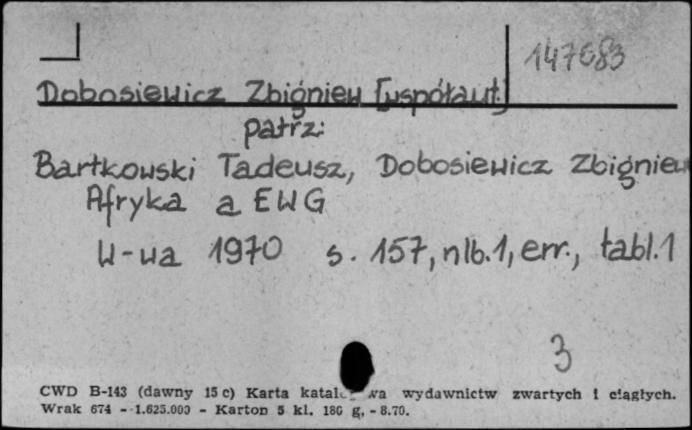 147683
Dobosiewicz Zbigniew [współaut.]
patrz:
Bartkowski Tadeusz, Dobosiewicz Zbigniew
Afryka a EWG
W-wa 1970 s. 157, nlb. 1, err., tabl. 1
3
CWD B-143 (dawny 15 c) Karta wydawnictw zwartych i ciągłych.
Wrak 674 - 1.625.000 - Karton 5 kl. 180 g, - 8.70.